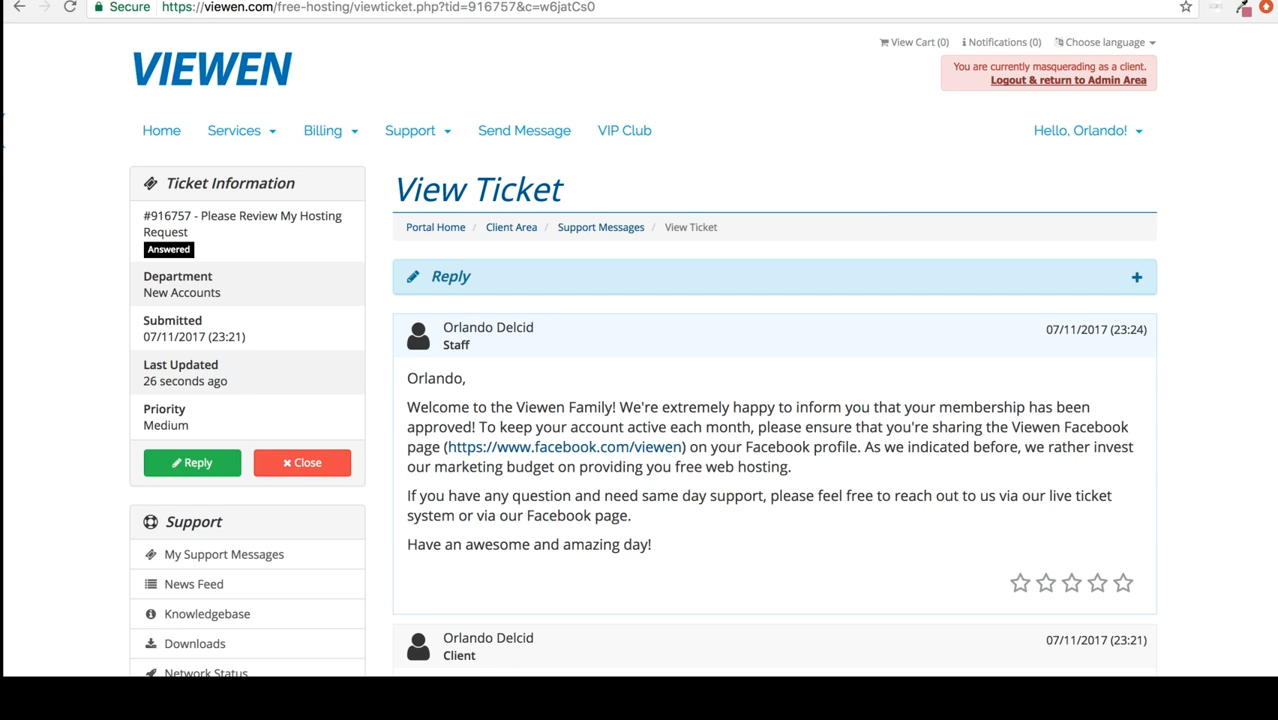 Secure https://viewen.com/free-hosting/viewticket.php?tid=916757&c=w6jatCs0
View Cart (0) Notifications (0) Choose language
You are currently masquerading as a client.
Logout & return to Admin Area
VIEWEN
Home Services Billing Support Send Message VIP Club Hello, Orlando!
Ticket Information
#916757 - Please Review My Hosting
Request
Answered
Department
New Accounts
Submitted
07/11/2017 (23:21)
Last Updated
26 seconds ago
Priority
Medium
Reply Close
Support
My Support Messages
News Feed
Knowledgebase
Downloads
Network Status
View Ticket
Portal Home / Client Area / Support Messages / View Ticket
Reply +
Orlando Delcid 07/11/2017 (23:24)
Staff
Orlando,
Welcome to the Viewen Family! We're extremely happy to inform you that your membership has been
approved! To keep your account active each month, please ensure that you're sharing the Viewen Facebook
page (https://www.facebook.com/viewen) on your Facebook profile. As we indicated before, we rather invest
our marketing budget on providing you free web hosting.
If you have any question and need same day support, please feel free to reach out to us via our live ticket
system or via our Facebook page.
Have an awesome and amazing day!
Orlando Delcid 07/11/2017 (23:21)
Client